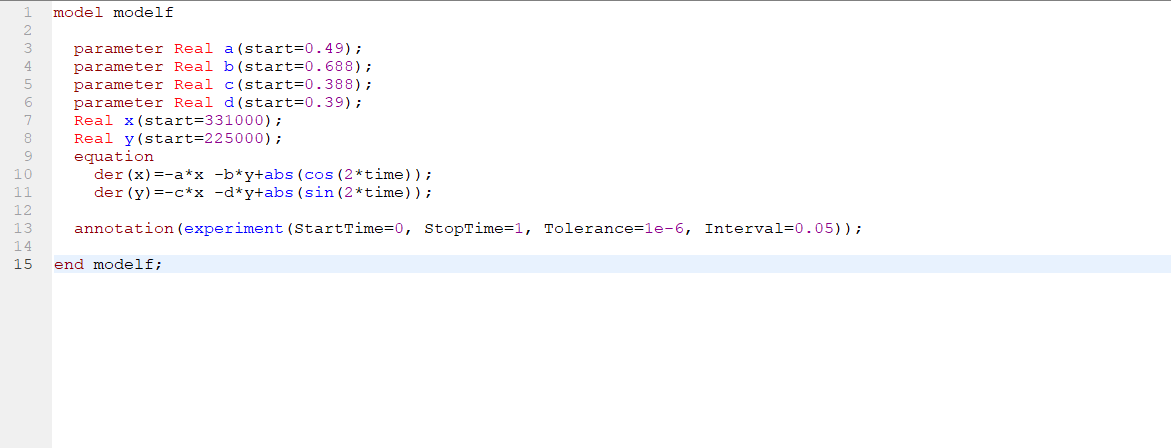 1 model modelf
2
3 parameter Real a(start=0.49);
4 parameter Real b(start=0.688);
5 parameter Real c(start=0.388);
6 parameter Real d(start=0.39);
7 Real x(start=331000);
8 Real y(start=225000);
9 equation
10 der(x)=-a*x -b*y+abs(cos(2*time));
11 der(y)=-c*x -d*y+abs(sin(2*time));
12
13 annotation(experiment(StartTime=0, StopTime=1, Tolerance=1e-6, Interval=0.05));
14
15 end modelf;